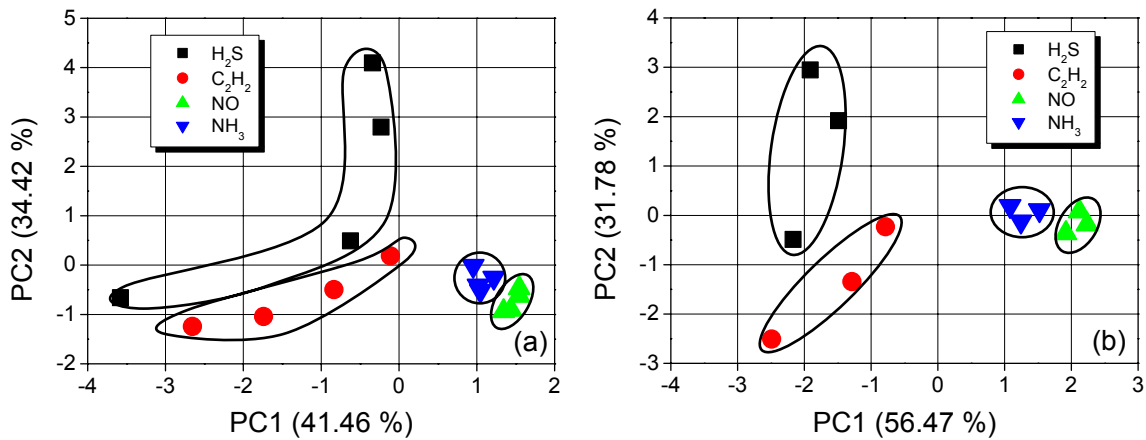 5
4
3
2
1
0
-1
-2
-4
-3
-2
-1
0
1
2
PC2 (34.42 %)
PC1 (41.46 %)
H₂S
C₂H₂
NO
NH₃
(a)
4
3
2
1
0
-1
-2
-3
-4
-3
-2
-1
0
1
2
3
PC2 (31.78 %)
PC1 (56.47 %)
H₂S
C₂H₂
NO
NH₃
(b)